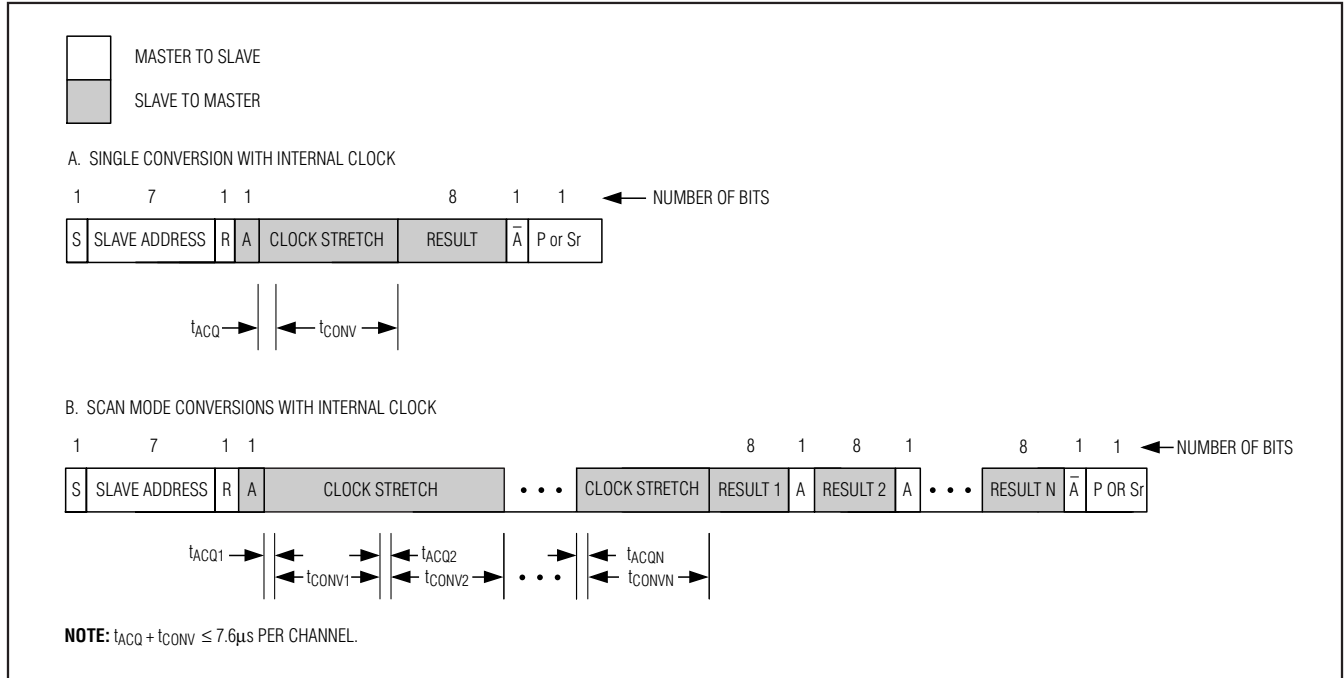 MASTER TO SLAVE
SLAVE TO MASTER
A. SINGLE CONVERSION WITH INTERNAL CLOCK
1 7 1 1 8 1 1 NUMBER OF BITS
S SLAVE ADDRESS R A CLOCK STRETCH RESULT A̅ P or Sr
tACQ tCONV
B. SCAN MODE CONVERSIONS WITH INTERNAL CLOCK
1 7 1 1 8 1 8 1 8 1 1 NUMBER OF BITS
S SLAVE ADDRESS R A CLOCK STRETCH • • • CLOCK STRETCH RESULT 1 A RESULT 2 A • • • RESULT N A̅ P OR Sr
tACQ1 tACQ2 tACQN
tCONV1 tCONV2 • • • tCONVN
NOTE: tACQ + tCONV ≤ 7.6μs PER CHANNEL.